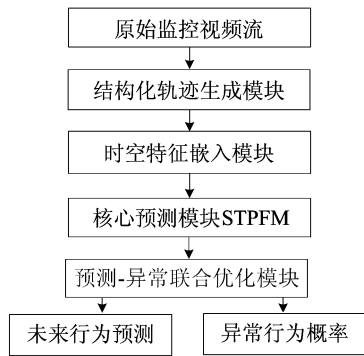 原始监控视频流
结构化轨迹生成模块
时空特征嵌入模块
核心预测模块STPFM
预测-异常联合优化模块
未来行为预测
异常行为概率